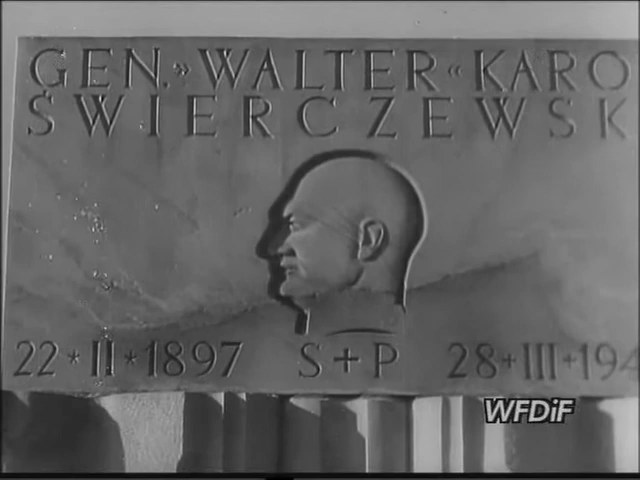 GEN. »WALTER« KARO
ŚWIERCZEWSK
22*II*1897 S+P 28+III+194
WFDiF